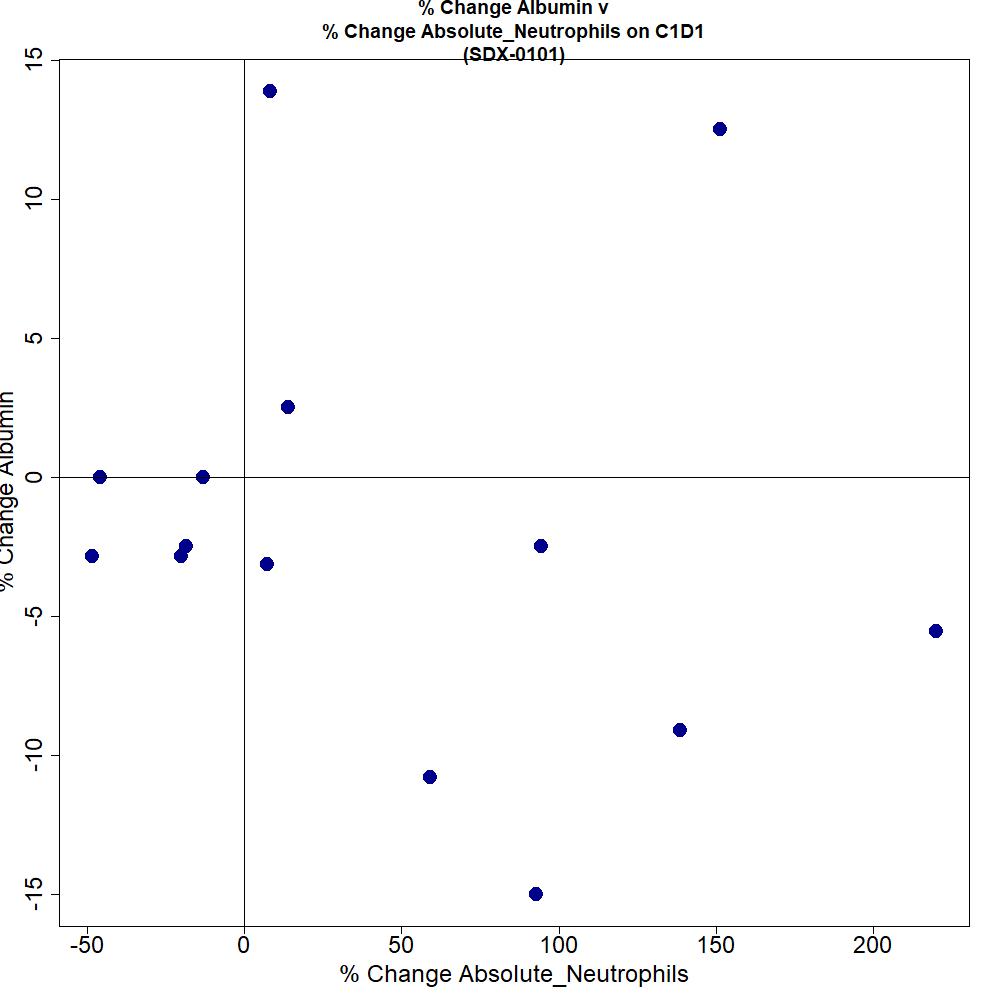 % Change Albumin v
% Change Absolute_Neutrophils on C1D1
(SDX-0101)
% Change Albumin
15
10
5
0
-5
-10
-15
-50 0 50 100 150 200
% Change Absolute_Neutrophils